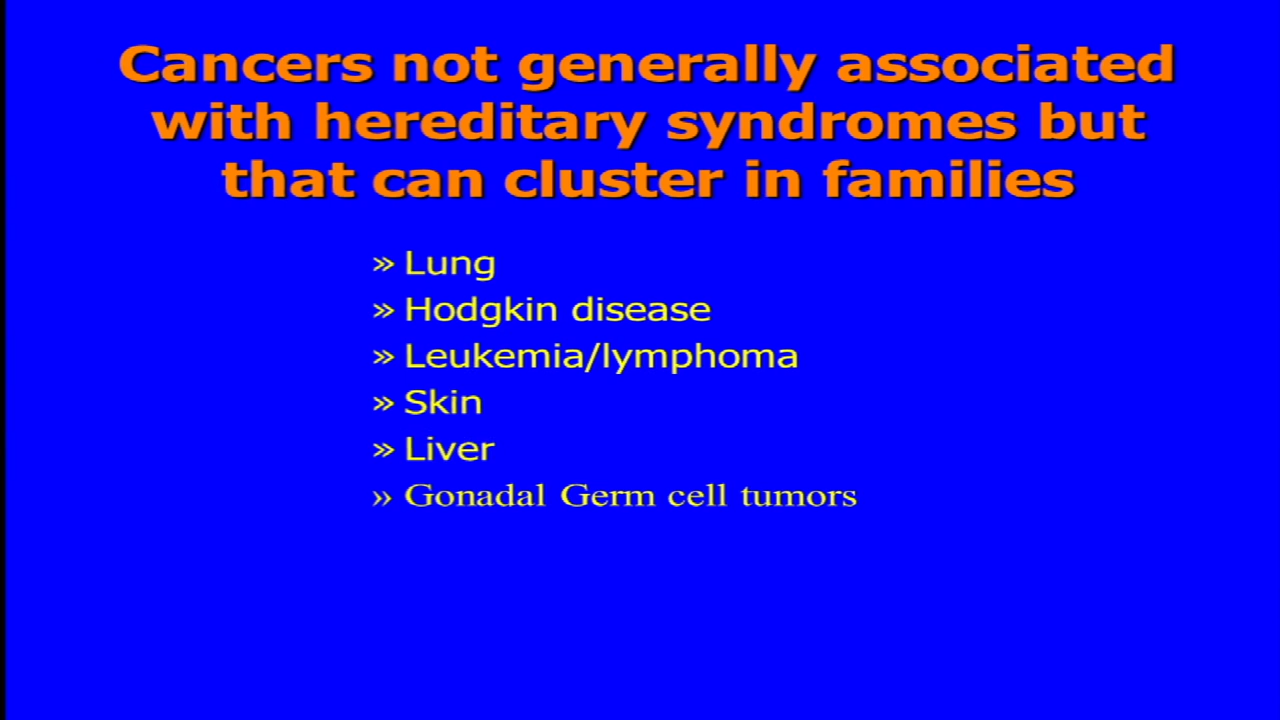 Cancers not generally associated
with hereditary syndromes but
that can cluster in families
» Lung
» Hodgkin disease
» Leukemia/lymphoma
» Skin
» Liver
» Gonadal Germ cell tumors